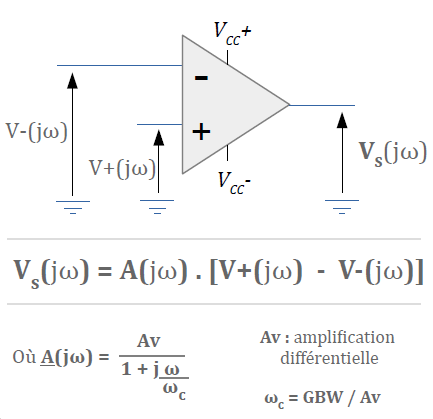 Vcc+
-
V-(jω)
+
V+(jω)
Vcc-
Vs(jω)
Vs(jω) = A(jω) . [V+(jω) - V-(jω)]
Où A(jω) = Av
1 + j ω
ωc
Av : amplification
différentielle
ωc = GBW / Av